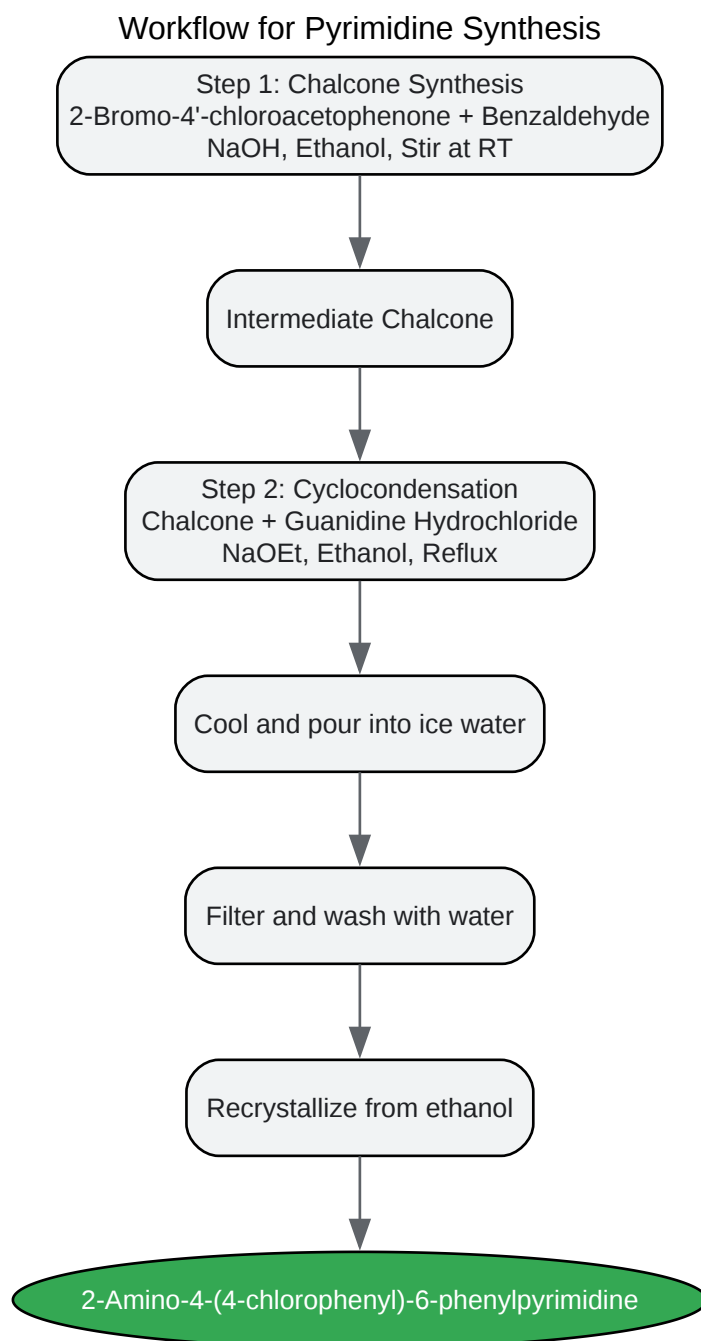 Workflow for Pyrimidine Synthesis
Step 1: Chalcone Synthesis
2-Bromo-4'-chloroacetophenone + Benzaldehyde
NaOH, Ethanol, Stir at RT
Intermediate Chalcone
Step 2: Cyclocondensation
Chalcone + Guanidine Hydrochloride
NaOEt, Ethanol, Reflux
Cool and pour into ice water
Filter and wash with water
Recrystallize from ethanol
2-Amino-4-(4-chlorophenyl)-6-phenylpyrimidine